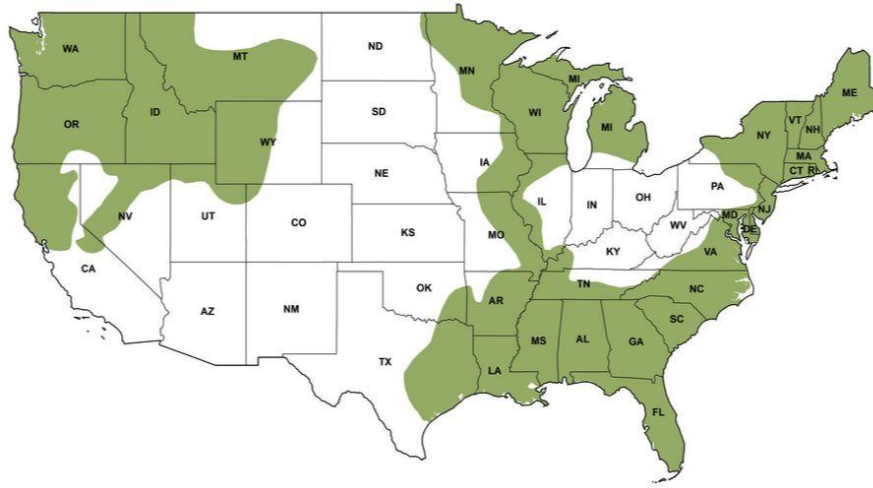 WA
MT
ND
MN
MI
ME
VT
NH
OR
ID
SD
WI
MI
NY
MA
CT
RI
WY
IA
NE
PA
NJ
NV
UT
CO
IL
IN
OH
MD
DE
KS
MO
WV
VA
KY
CA
OK
TN
NC
AZ
NM
AR
SC
TX
MS
AL
GA
LA
FL